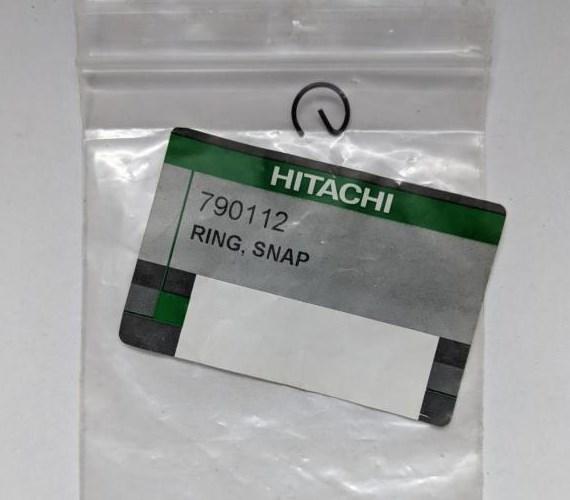 HITACHI
790112
RING, SNAP